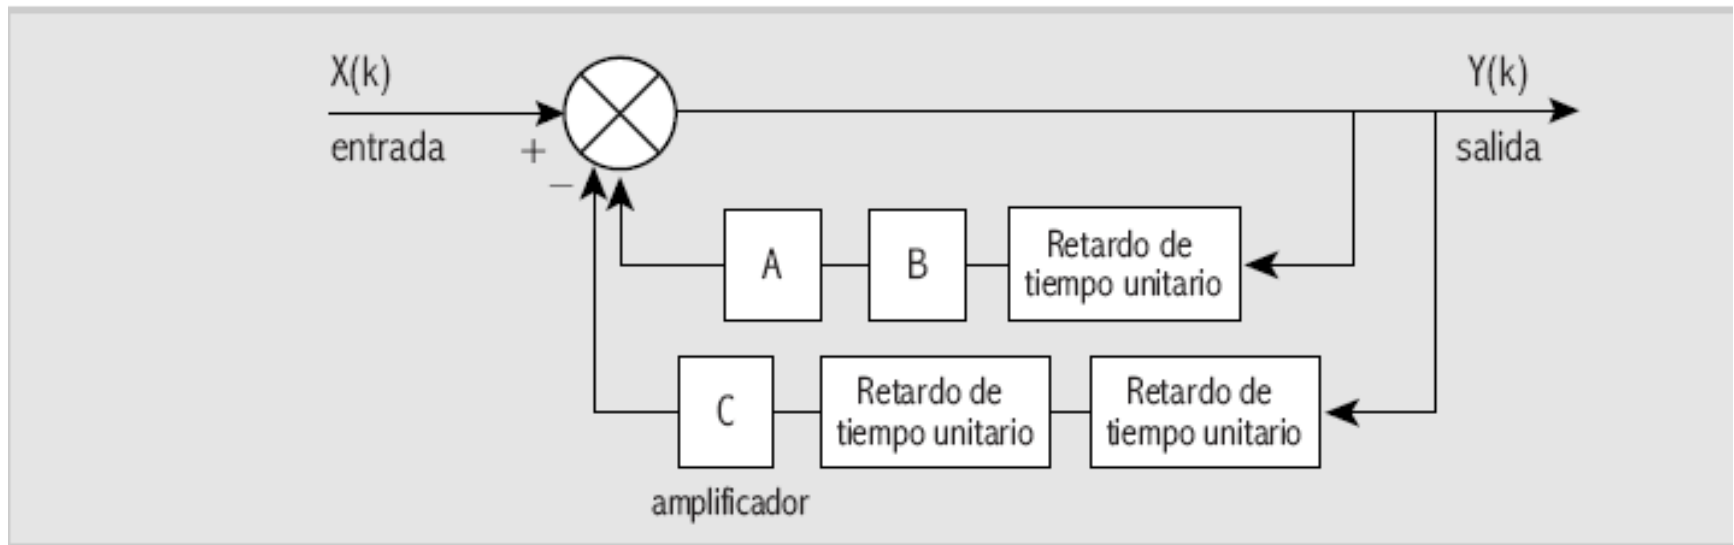 X(k)
entrada
+
−
Y(k)
salida
A
B
Retardo de
tiempo unitario
C
Retardo de
tiempo unitario
Retardo de
tiempo unitario
amplificador